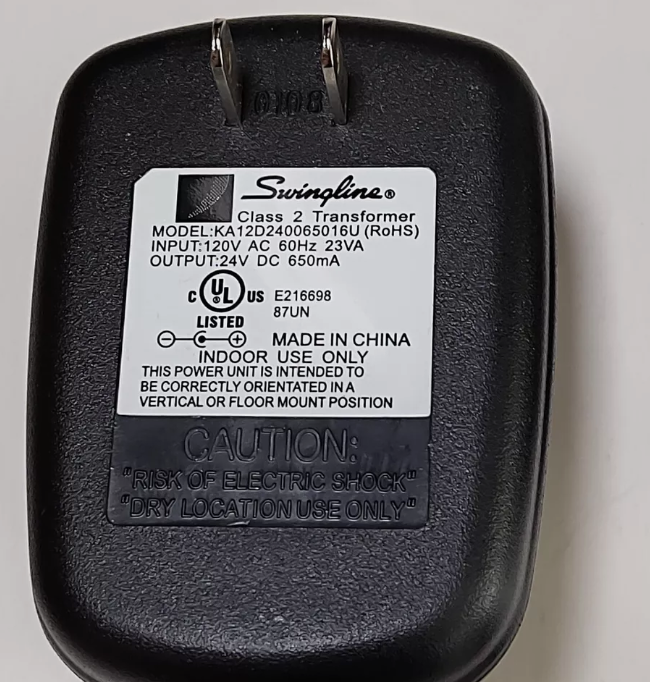 0108
Swingline®
Class 2 Transformer
MODEL:KA12D240065016U (RoHS)
INPUT:120V AC 60Hz 23VA
OUTPUT:24V DC 650mA
C UL ® US E216698
87UN
LISTED
MADE IN CHINA
INDOOR USE ONLY
THIS POWER UNIT IS INTENDED TO
BE CORRECTLY ORIENTATED IN A
VERTICAL OR FLOOR MOUNT POSITION
CAUTION:
"RISK OF ELECTRIC SHOCK"
"DRY LOCATION USE ONLY"